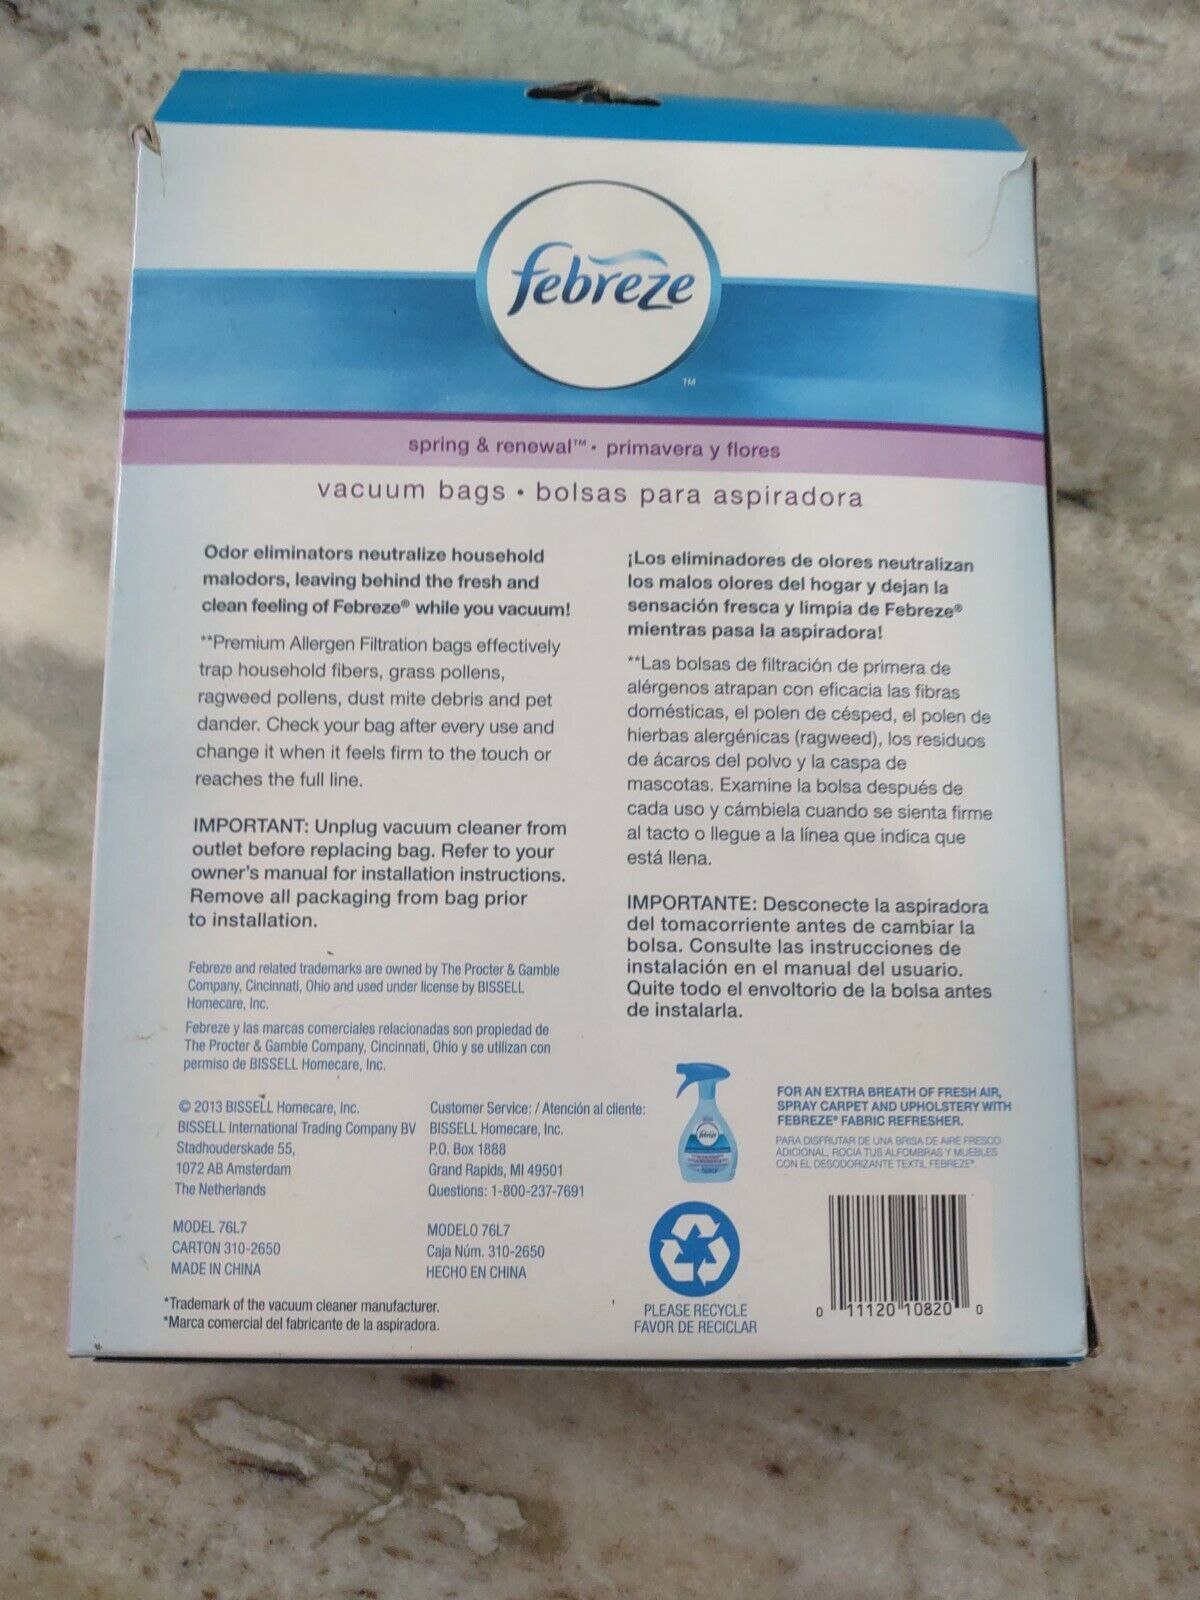 febreze
™
spring & renewal™ • primavera y flores
vacuum bags • bolsas para aspiradora
Odor eliminators neutralize household
malodors, leaving behind the fresh and
clean feeling of Febreze® while you vacuum!
**Premium Allergen Filtration bags effectively
trap household fibers, grass pollens,
ragweed pollens, dust mite debris and pet
dander. Check your bag after every use and
change it when it feels firm to the touch or
reaches the full line.
IMPORTANT: Unplug vacuum cleaner from
outlet before replacing bag. Refer to your
owner's manual for installation instructions.
Remove all packaging from bag prior
to installation.
¡Los eliminadores de olores neutralizan
los malos olores del hogar y dejan la
sensación fresca y limpia de Febreze®
mientras pasa la aspiradora!
**Las bolsas de filtración de primera de
alérgenos atrapan con eficacia las fibras
domésticas, el polen de césped, el polen de
hierbas alergénicas (ragweed), los residuos
de ácaros del polvo y la caspa de
mascotas. Examine la bolsa después de
cada uso y cámbiela cuando se sienta firme
al tacto o llegue a la línea que indica que
está llena.
IMPORTANTE: Desconecte la aspiradora
del tomacorriente antes de cambiar la
bolsa. Consulte las instrucciones de
instalación en el manual del usuario.
Quite todo el envoltorio de la bolsa antes
de instalarla.
Febreze and related trademarks are owned by The Procter & Gamble
Company, Cincinnati, Ohio and used under license by BISSELL
Homecare, Inc.
Febreze y las marcas comerciales relacionadas son propiedad de
The Procter & Gamble Company, Cincinnati, Ohio y se utilizan con
permiso de BISSELL Homecare, Inc.
© 2013 BISSELL Homecare, Inc.
BISSELL International Trading Company BV
Stadhouderskade 55,
1072 AB Amsterdam
The Netherlands
Customer Service: / Atención al cliente:
BISSELL Homecare, Inc.
P.O. Box 1888
Grand Rapids, MI 49501
Questions: 1-800-237-7691
MODEL 76L7
CARTON 310-2650
MADE IN CHINA
MODELO 76L7
Caja Núm. 310-2650
HECHO EN CHINA
*Trademark of the vacuum cleaner manufacturer.
*Marca comercial del fabricante de la aspiradora.
febreze
FOR AN EXTRA BREATH OF FRESH AIR,
SPRAY CARPET AND UPHOLSTERY WITH
FEBREZE® FABRIC REFRESHER.
PARA DISFRUTAR DE UNA BRISA DE AIRE FRESCO
ADICIONAL, ROCIA TUS ALFOMBRAS Y MUEBLES
CON EL DESODORIZANTE TEXTIL FEBREZE®.
PLEASE RECYCLE
FAVOR DE RECICLAR
0 11120 10820 0